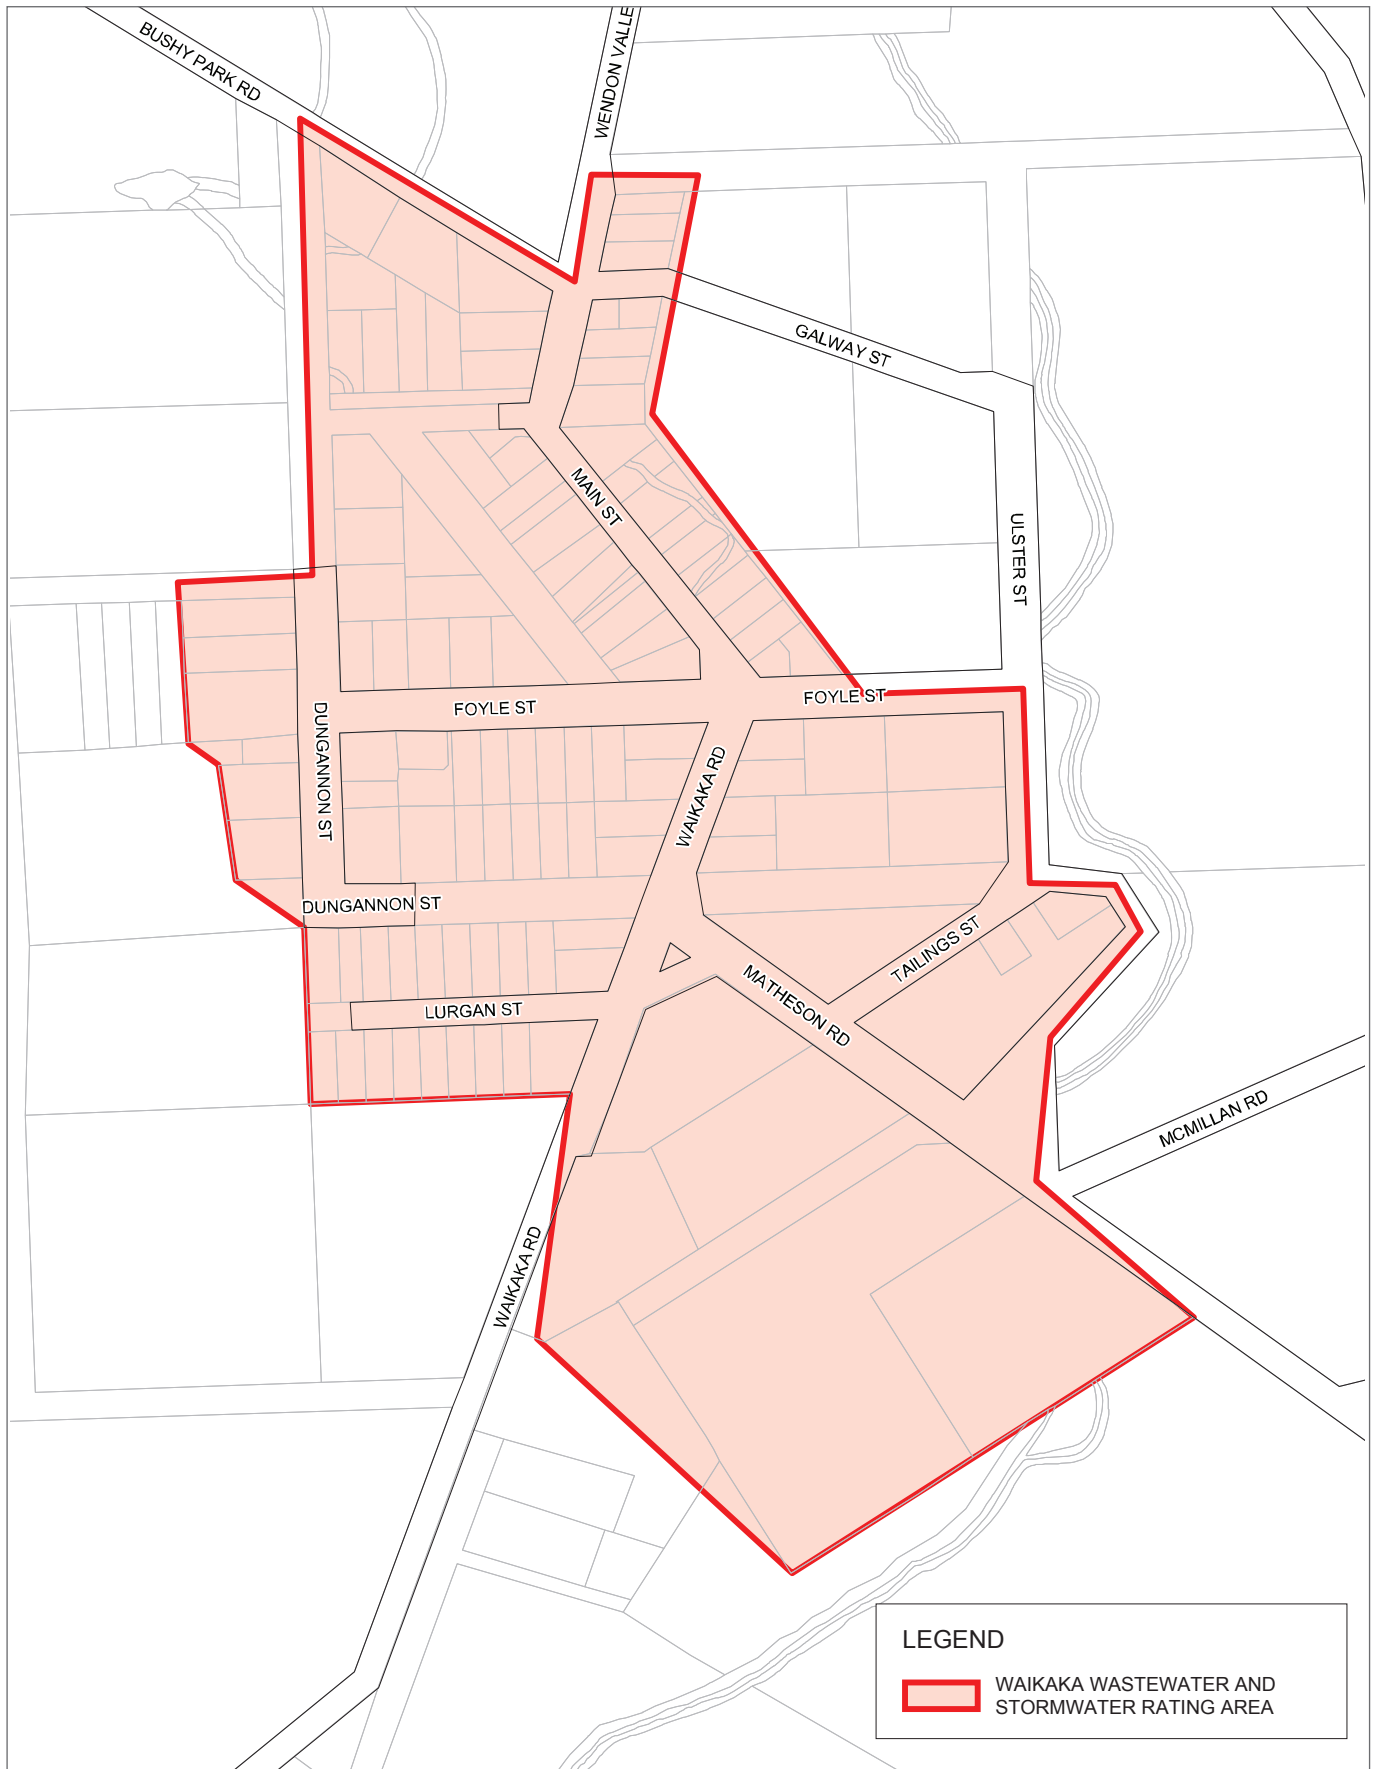 BUSHY PARK RD
WENDON VALLE
GALWAY ST
MAIN ST
ULSTER ST
FOYLE ST
FOYLE ST
DUNGANNON ST
WAIKAKA RD
DUNGANNON ST
TAILINGS ST
MATHESON RD
LURGAN ST
MCMILLAN RD
WAIKAKA RD
LEGEND
WAIKAKA WASTEWATER AND
STORMWATER RATING AREA